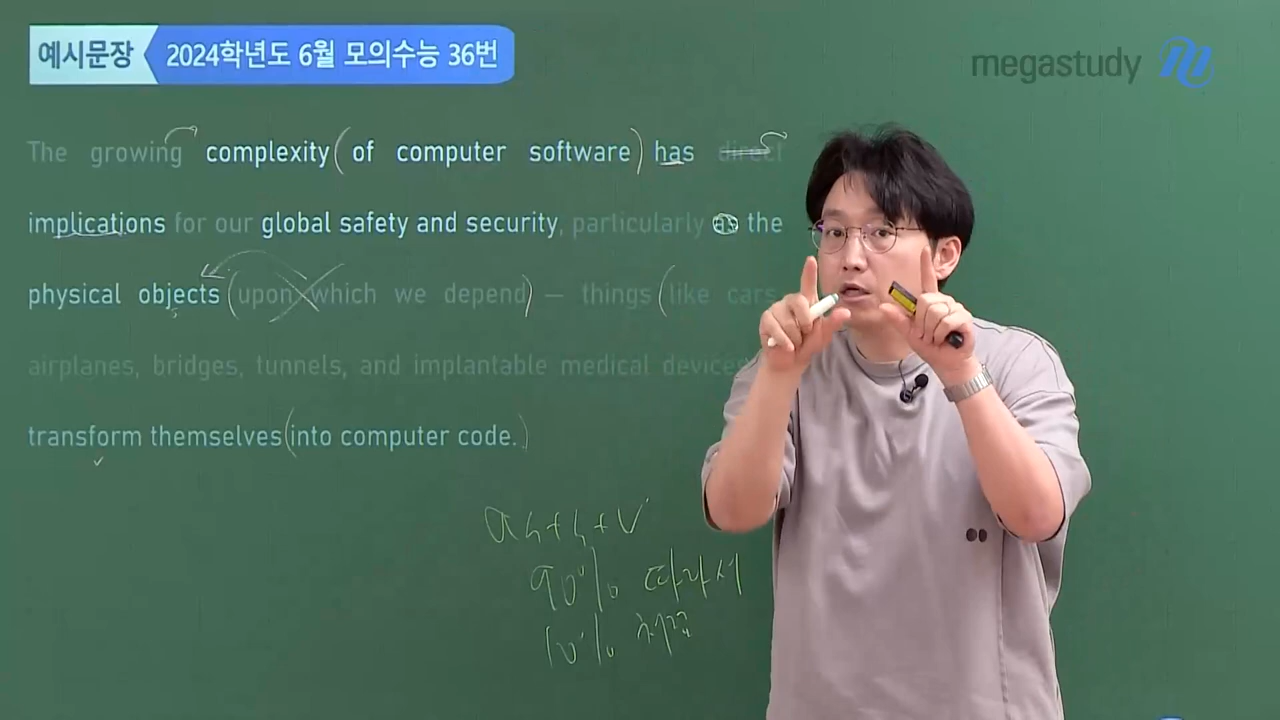 예시문장 2024학년도 6월 모의수능 36번
megastudy
The growing complexity (of computer software) has direct
implications for our global safety and security, particularly as the
physical objects (upon which we depend) — things (like cars,
airplanes, bridges, tunnels, and implantable medical devices
transform themselves (into computer code.)
as + s + v
90% 따라서
10%